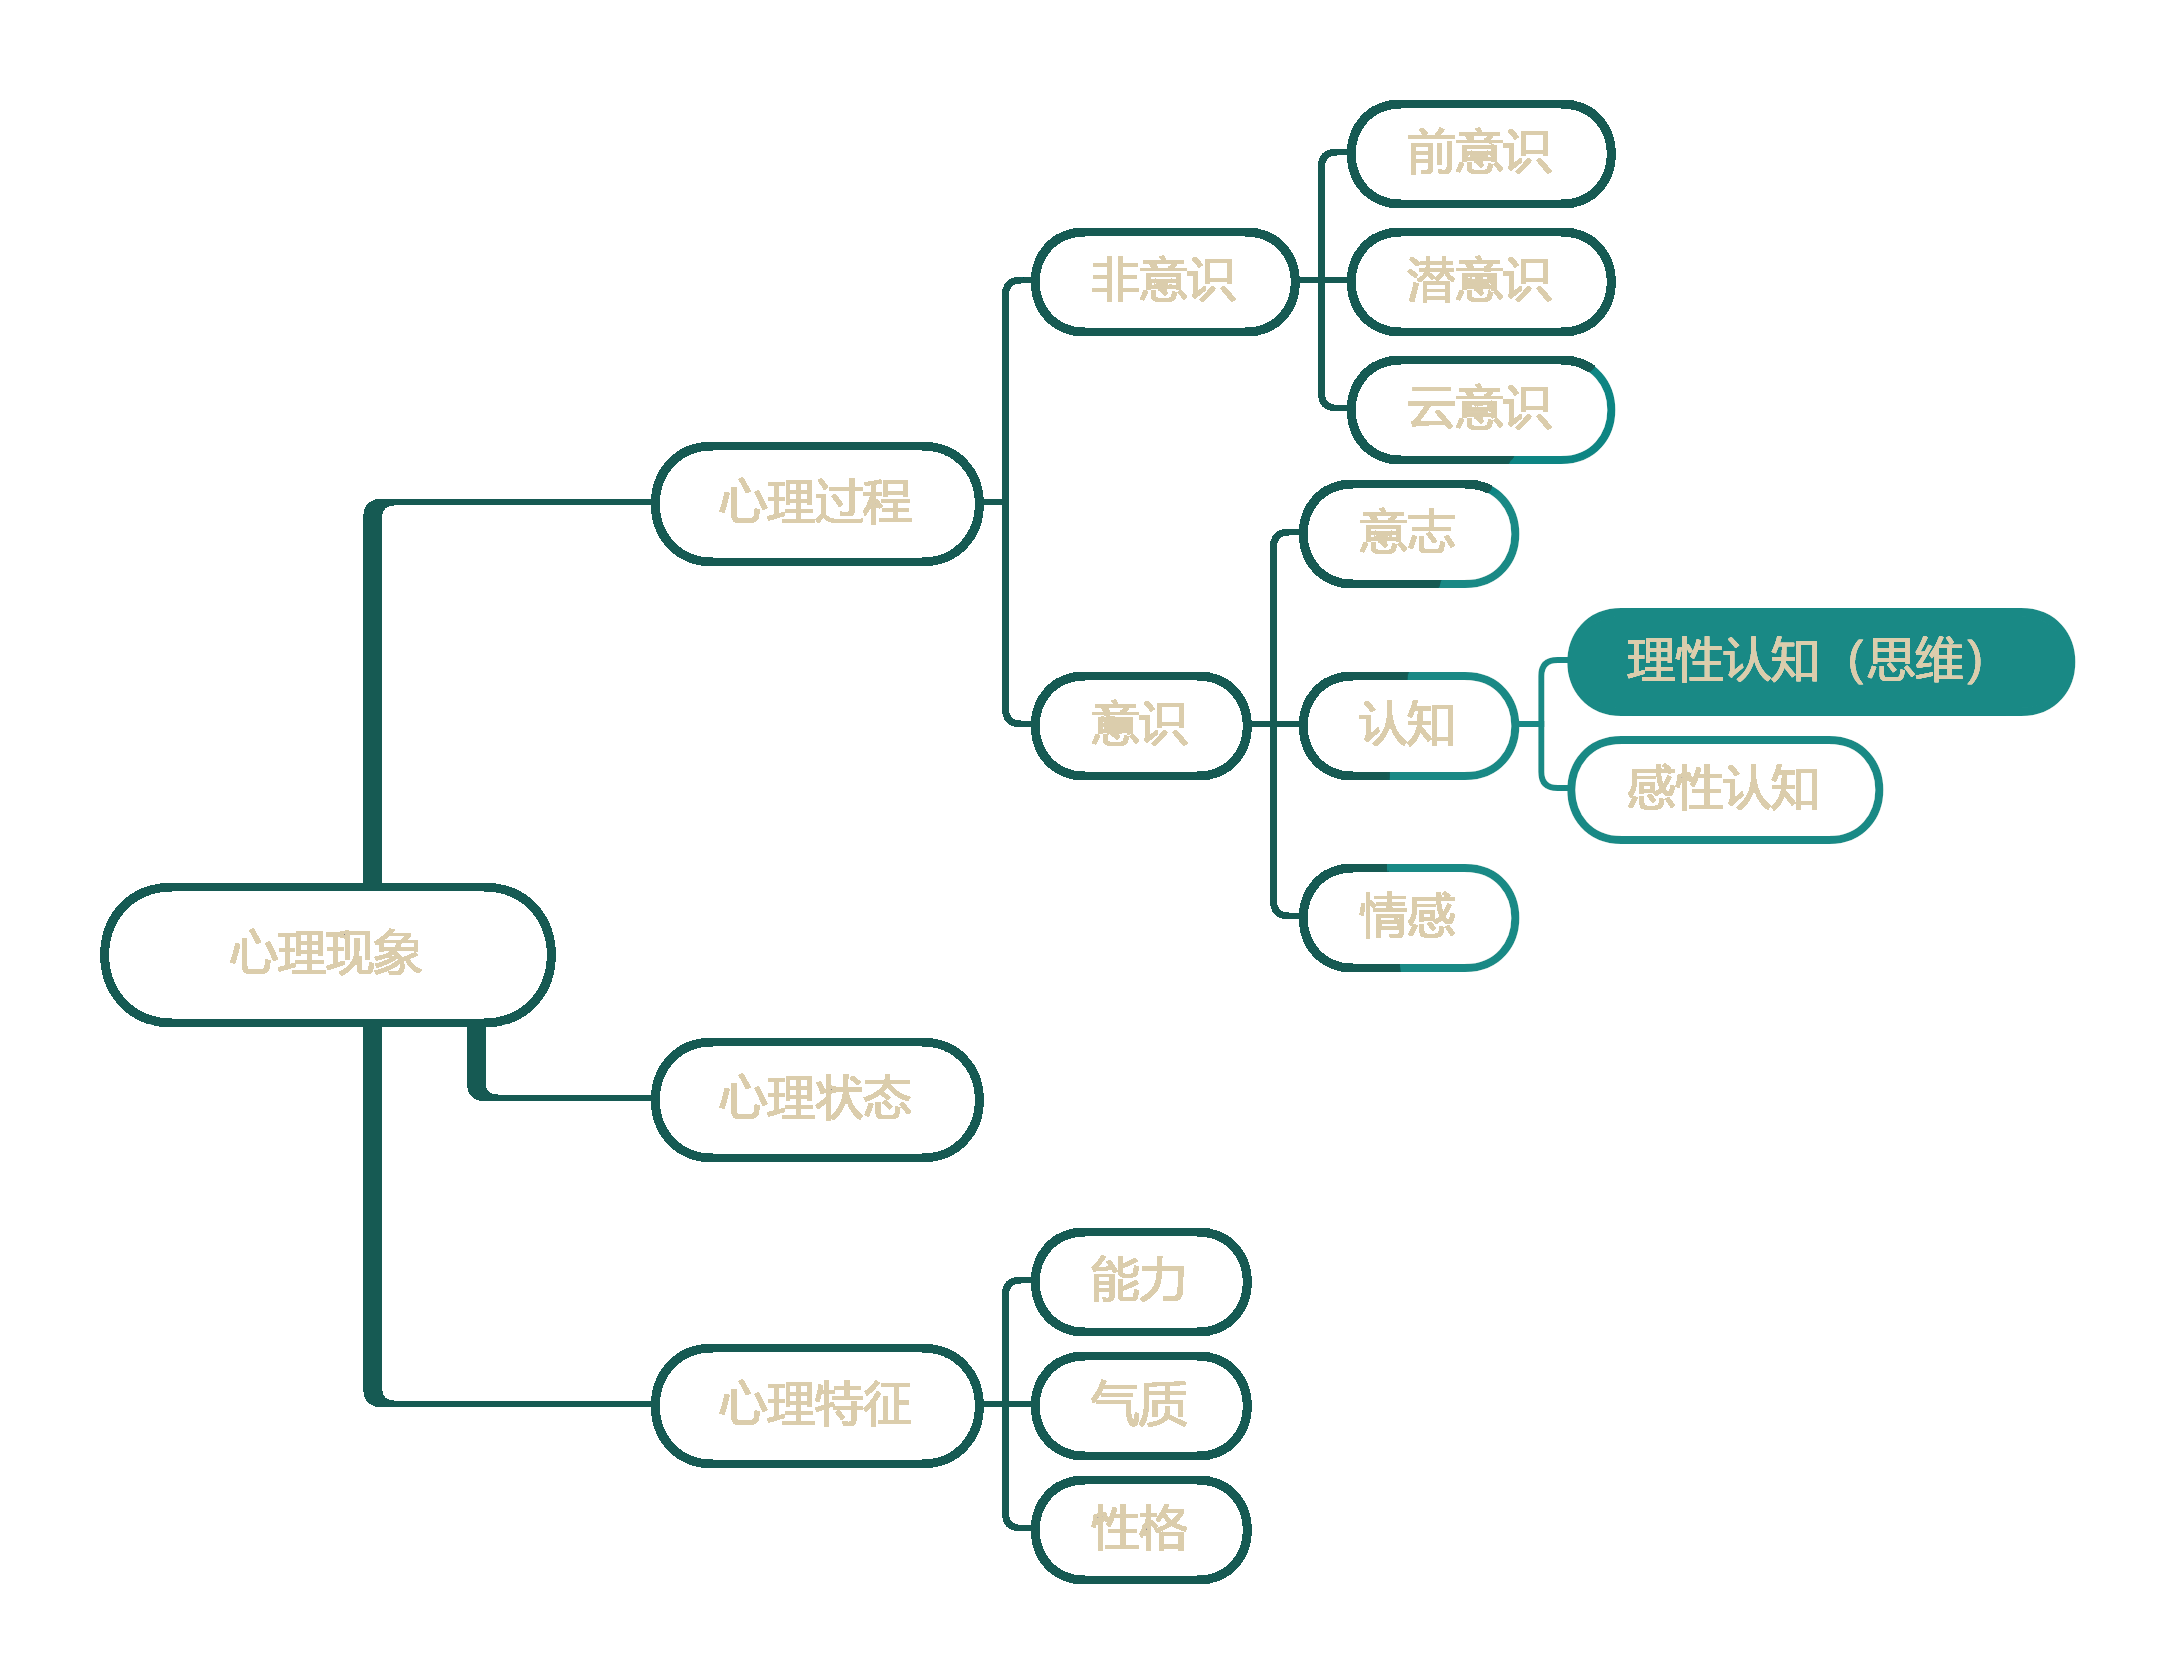 前意识
非意识
潜意识
云意识
心理过程
意志
理性认知（思维）
意识
认知
感性认知
情感
心理现象
心理状态
能力
心理特征
气质
性格